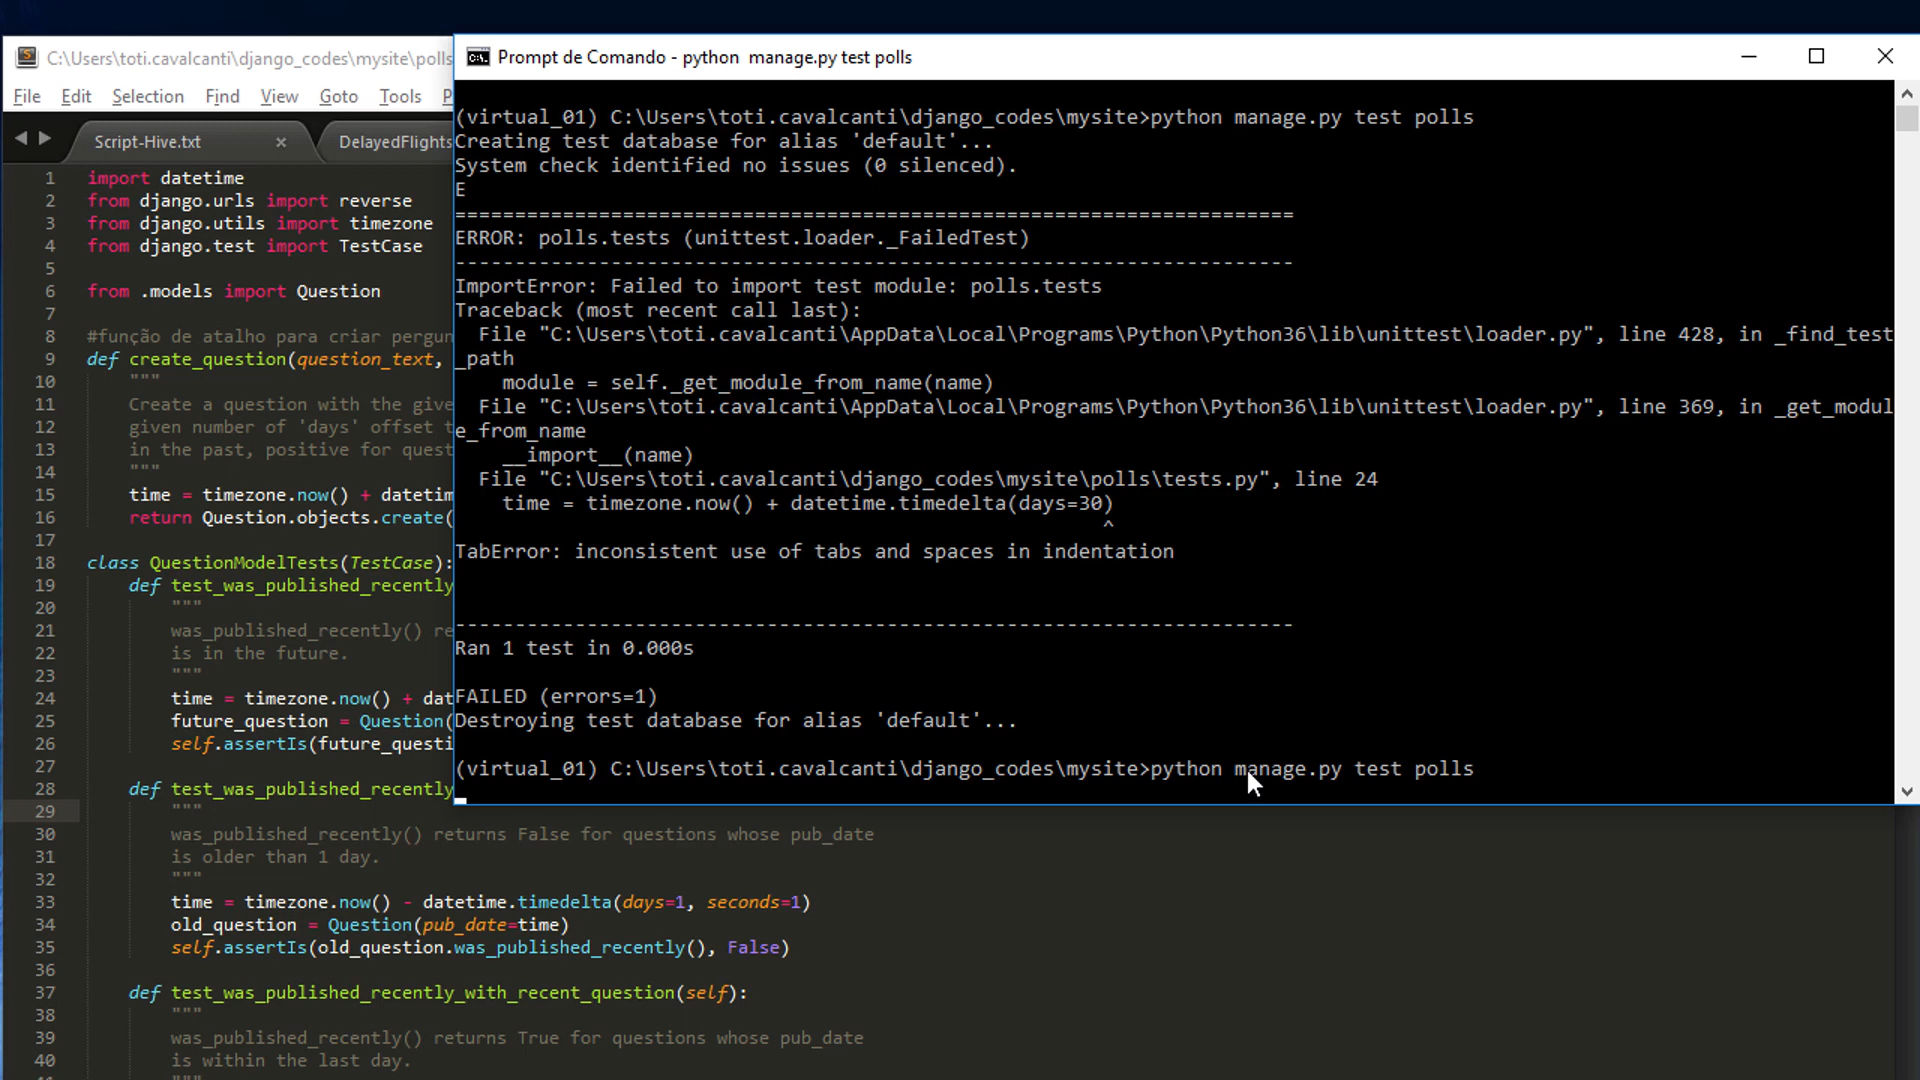 C:\Users\toti.cavalcanti\django_codes\mysite\polls
File Edit Selection Find View Goto Tools P
Script-Hive.txt × DelayedFlights
1 import datetime
2 from django.urls import reverse
3 from django.utils import timezone
4 from django.test import TestCase
5
6 from .models import Question
7
8 #função de atalho para criar pergun
9 def create_question(question_text,
10 """
11 Create a question with the give
12 given number of 'days' offset t
13 in the past, positive for quest
14 """
15 time = timezone.now() + datetim
16 return Question.objects.create(
17
18 class QuestionModelTests(TestCase):
19 def test_was_published_recently
20 """
21 was_published_recently() re
22 is in the future.
23 """
24 time = timezone.now() + dat
25 future_question = Question(
26 self.assertIs(future_questi
27
28 def test_was_published_recently
29 """
30 was_published_recently() returns False for questions whose pub_date
31 is older than 1 day.
32 """
33 time = timezone.now() - datetime.timedelta(days=1, seconds=1)
34 old_question = Question(pub_date=time)
35 self.assertIs(old_question.was_published_recently(), False)
36
37 def test_was_published_recently_with_recent_question(self):
38 """
39 was_published_recently() returns True for questions whose pub_date
40 is within the last day.
Prompt de Comando - python  manage.py test polls
(virtual_01) C:\Users\toti.cavalcanti\django_codes\mysite>python manage.py test polls
Creating test database for alias 'default'...
System check identified no issues (0 silenced).
E
======================================================================
ERROR: polls.tests (unittest.loader._FailedTest)
----------------------------------------------------------------------
ImportError: Failed to import test module: polls.tests
Traceback (most recent call last):
File "C:\Users\toti.cavalcanti\AppData\Local\Programs\Python\Python36\lib\unittest\loader.py", line 428, in _find_test
_path
module = self._get_module_from_name(name)
File "C:\Users\toti.cavalcanti\AppData\Local\Programs\Python\Python36\lib\unittest\loader.py", line 369, in _get_modul
e_from_name
__import__(name)
File "C:\Users\toti.cavalcanti\django_codes\mysite\polls\tests.py", line 24
time = timezone.now() + datetime.timedelta(days=30)
^
TabError: inconsistent use of tabs and spaces in indentation
----------------------------------------------------------------------
Ran 1 test in 0.000s
FAILED (errors=1)
Destroying test database for alias 'default'...
(virtual_01) C:\Users\toti.cavalcanti\django_codes\mysite>python manage.py test polls